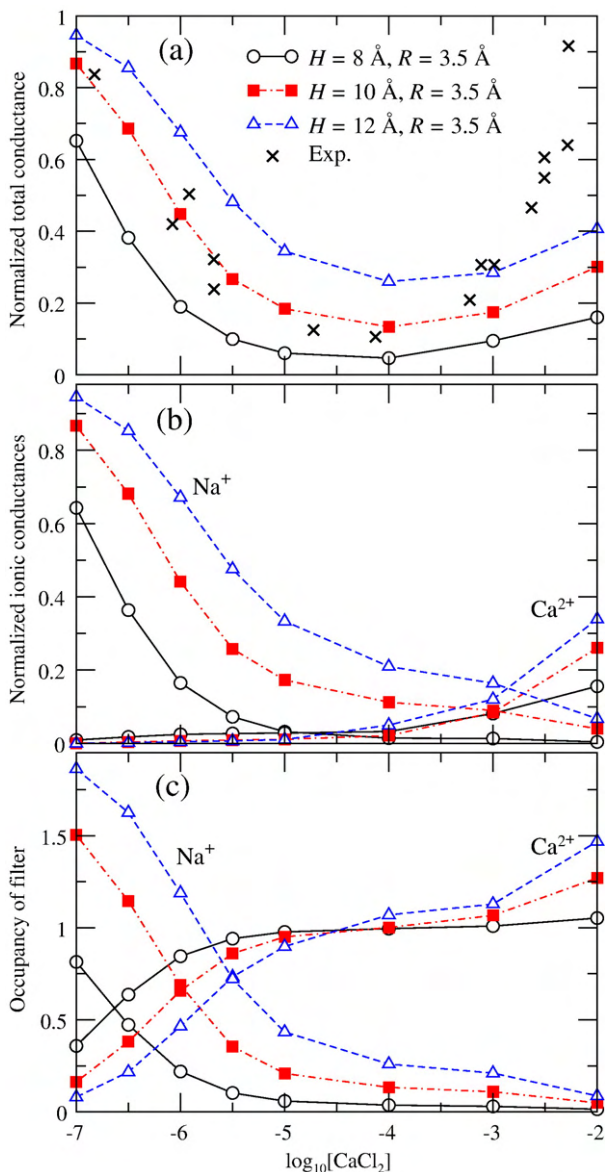 (a)
H = 8 Å, R = 3.5 Å
H = 10 Å, R = 3.5 Å
H = 12 Å, R = 3.5 Å
Exp.
Normalized total conductance
1
0.8
0.6
0.4
0.2
0
(b)
Na⁺
Ca²⁺
Normalized ionic conductances
0.8
0.6
0.4
0.2
0
(c)
Na⁺
Ca²⁺
Occupancy of filter
1.5
1
0.5
0
-7 -6 -5 -4 -3 -2
log₁₀[CaCl₂]